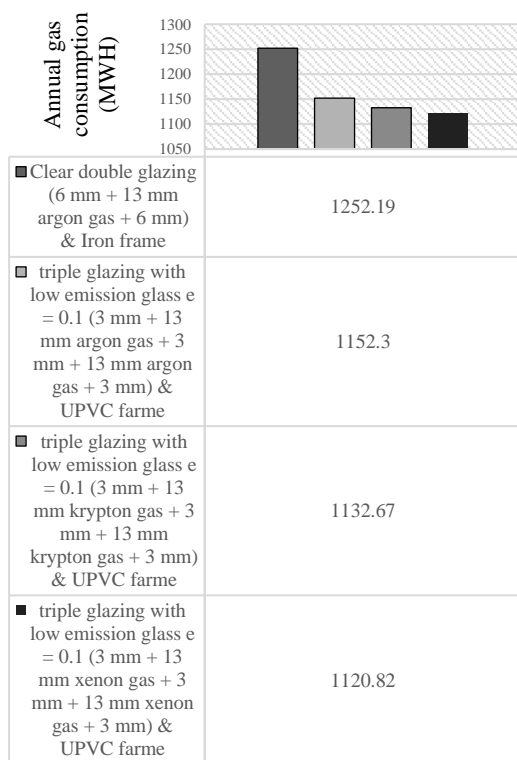 Annual gas
consumption
(MWH)
1300
1250
1200
1150
1100
1050
Clear double glazing
(6 mm + 13 mm
argon gas + 6 mm)
& Iron frame
1252.19
triple glazing with
low emission glass e
= 0.1 (3 mm + 13
mm argon gas + 3
mm + 13 mm argon
gas + 3 mm) &
UPVC farme
1152.3
triple glazing with
low emission glass e
= 0.1 (3 mm + 13
mm krypton gas + 3
mm + 13 mm
krypton gas + 3 mm)
& UPVC farme
1132.67
triple glazing with
low emission glass e
= 0.1 (3 mm + 13
mm xenon gas + 3
mm + 13 mm xenon
gas + 3 mm) &
UPVC farme
1120.82